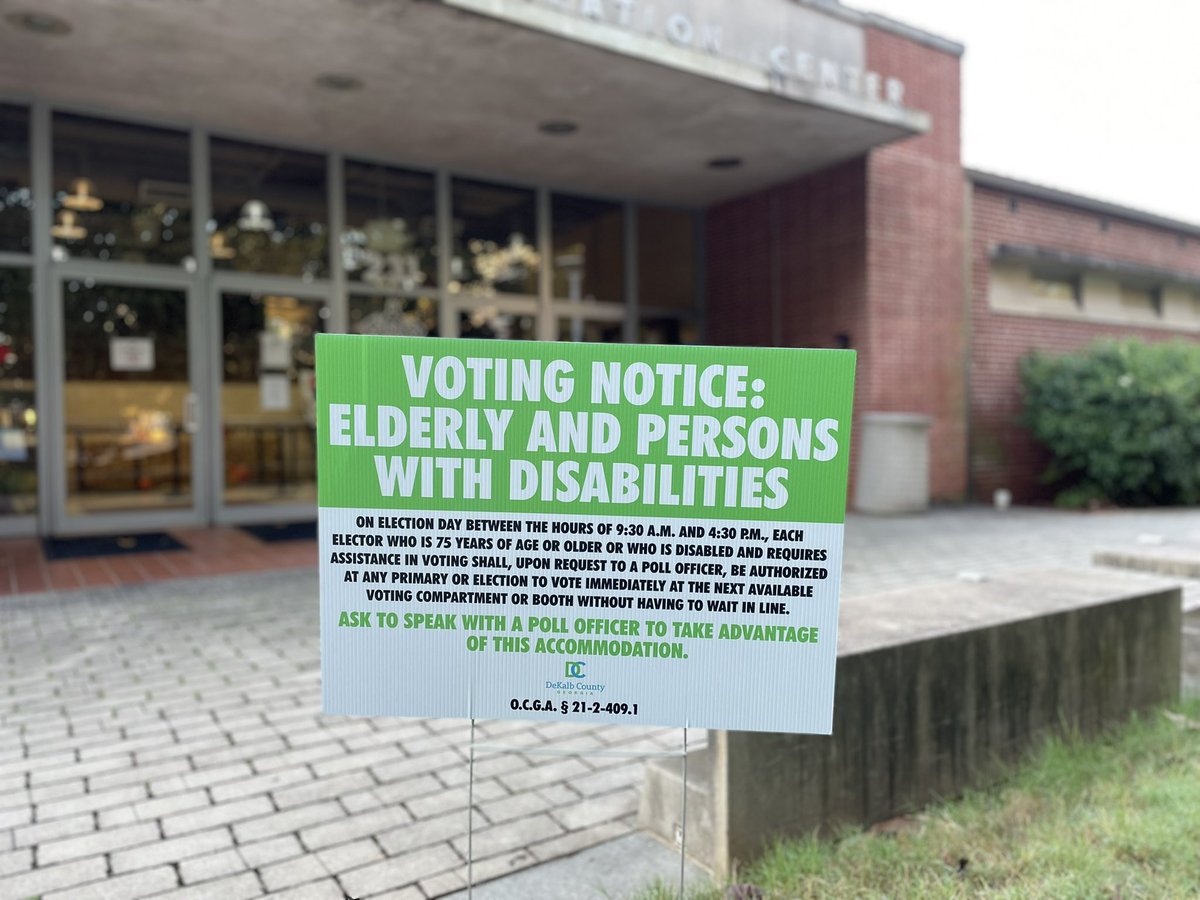 CENTER
VOTING NOTICE:
ELDERLY AND PERSONS
WITH DISABILITIES
ON ELECTION DAY BETWEEN THE HOURS OF 9:30 A.M. AND 4:30 P.M., EACH
ELECTOR WHO IS 75 YEARS OF AGE OR OLDER OR WHO IS DISABLED AND REQUIRES
ASSISTANCE IN VOTING SHALL, UPON REQUEST TO A POLL OFFICER, BE AUTHORIZED
AT ANY PRIMARY OR ELECTION TO VOTE IMMEDIATELY AT THE NEXT AVAILABLE
VOTING COMPARTMENT OR BOOTH WITHOUT HAVING TO WAIT IN LINE.
ASK TO SPEAK WITH A POLL OFFICER TO TAKE ADVANTAGE
OF THIS ACCOMMODATION.
DC
DeKalb County
GEORGIA
O.C.G.A. § 21-2-409.1